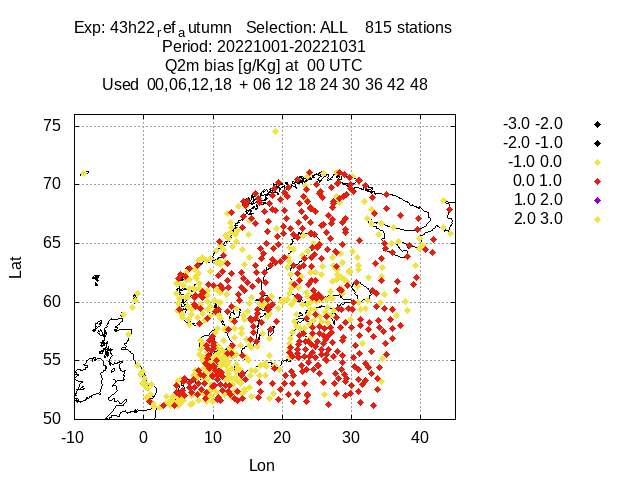 Exp: 43h22refautumn Selection: ALL 815 stations
Period: 20221001-20221031
Q2m bias [g/Kg] at 00 UTC
Used 00,06,12,18 + 06 12 18 24 30 36 42 48
-3.0 -2.0
-2.0 -1.0
-1.0 0.0
0.0 1.0
1.0 2.0
2.0 3.0
75
70
65
60
55
50
Lat
-10 0 10 20 30 40
Lon